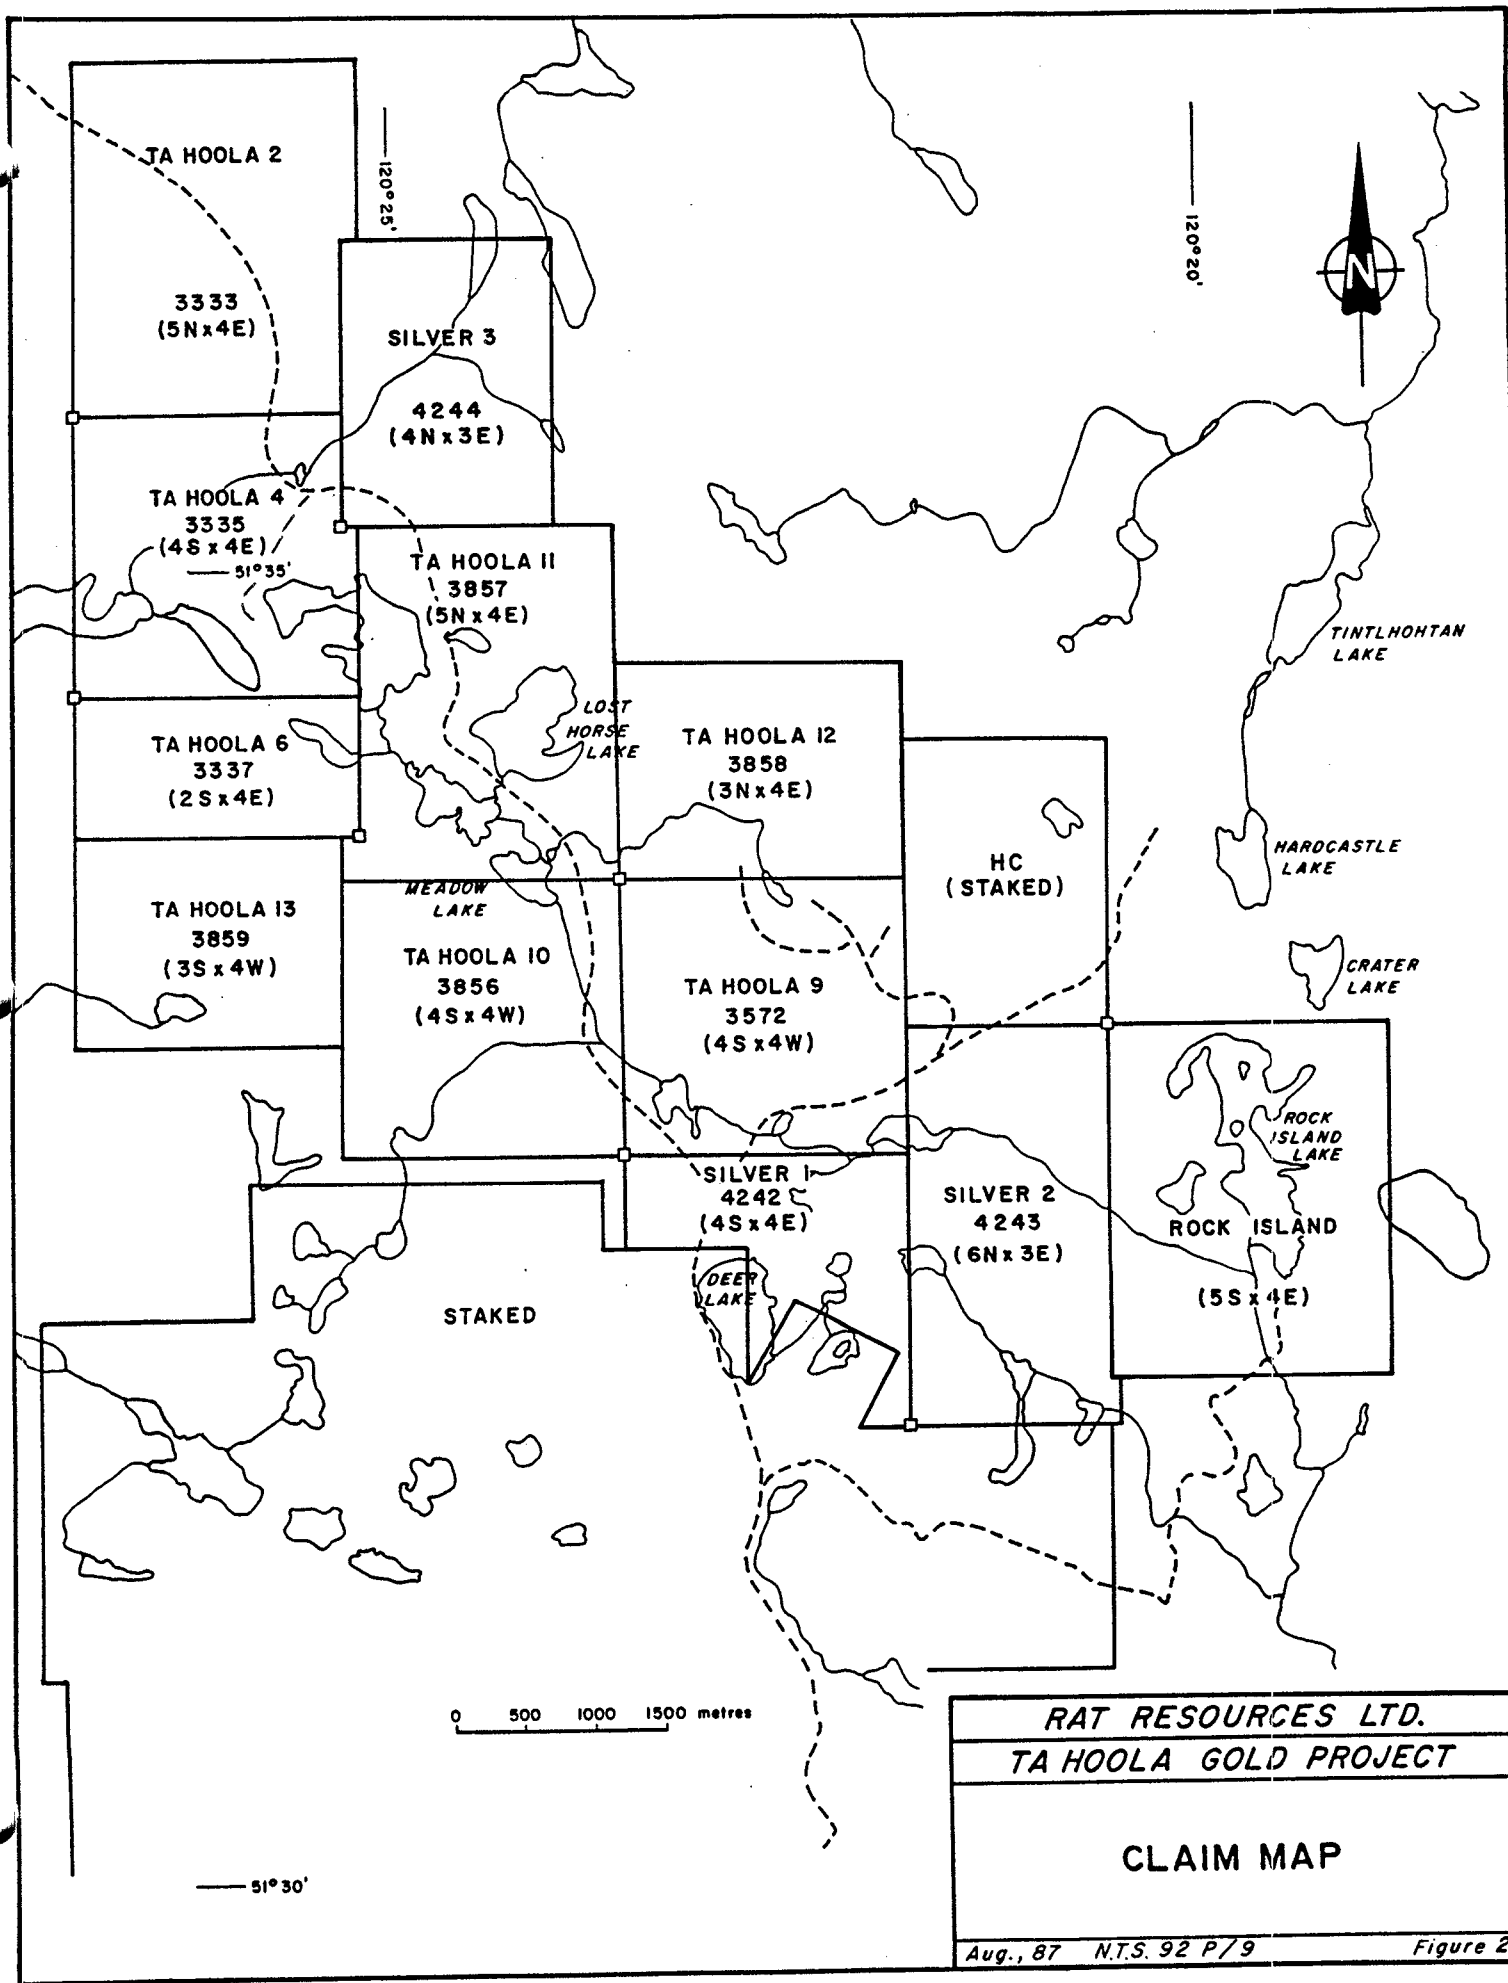 TA HOOLA 2
3333
(5N x 4E)
120° 25'
120° 20'
N
SILVER 3
4244
(4N x 3E)
TA HOOLA 4
3335
(4S x 4E)
51° 35'
TA HOOLA 11
3857
(5N x 4E)
TINTLHOHTAN
LAKE
LOST
HORSE
LAKE
TA HOOLA 6
3337
(2S x 4E)
TA HOOLA 12
3858
(3N x 4E)
HC
(STAKED)
HARDCASTLE
LAKE
MEADOW
LAKE
TA HOOLA 13
3859
(3S x 4W)
TA HOOLA 10
3856
(4S x 4W)
TA HOOLA 9
3572
(4S x 4W)
CRATER
LAKE
ROCK
ISLAND
LAKE
SILVER 1
4242
(4S x 4E)
SILVER 2
4243
(6N x 3E)
ROCK ISLAND
(5S x 4E)
DEER
LAKE
STAKED
0 500 1000 1500 metres
51° 30'
RAT RESOURCES LTD.
TA HOOLA GOLD PROJECT
CLAIM MAP
Aug., 87 N.T.S. 92 P/9 Figure 2